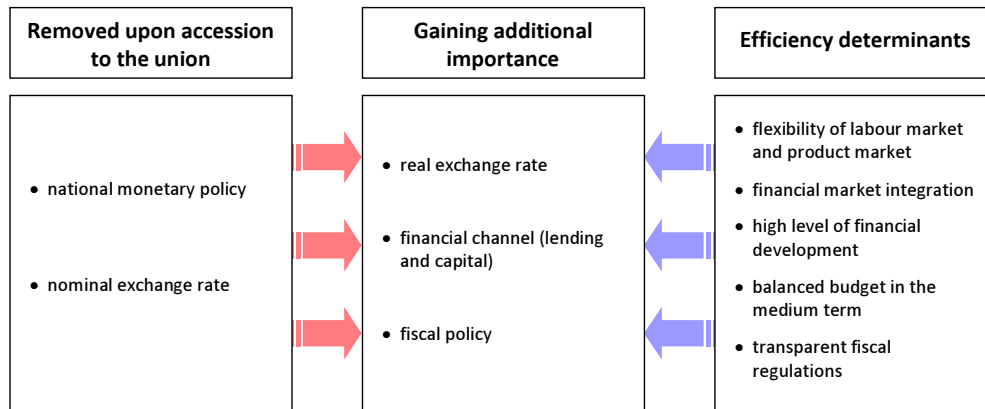 Removed upon accession
to the union
• national monetary policy
• nominal exchange rate
Gaining additional
importance
• real exchange rate
• financial channel (lending
and capital)
• fiscal policy
Efficiency determinants
• flexibility of labour market
and product market
• financial market integration
• high level of financial
development
• balanced budget in the
medium term
• transparent fiscal
regulations